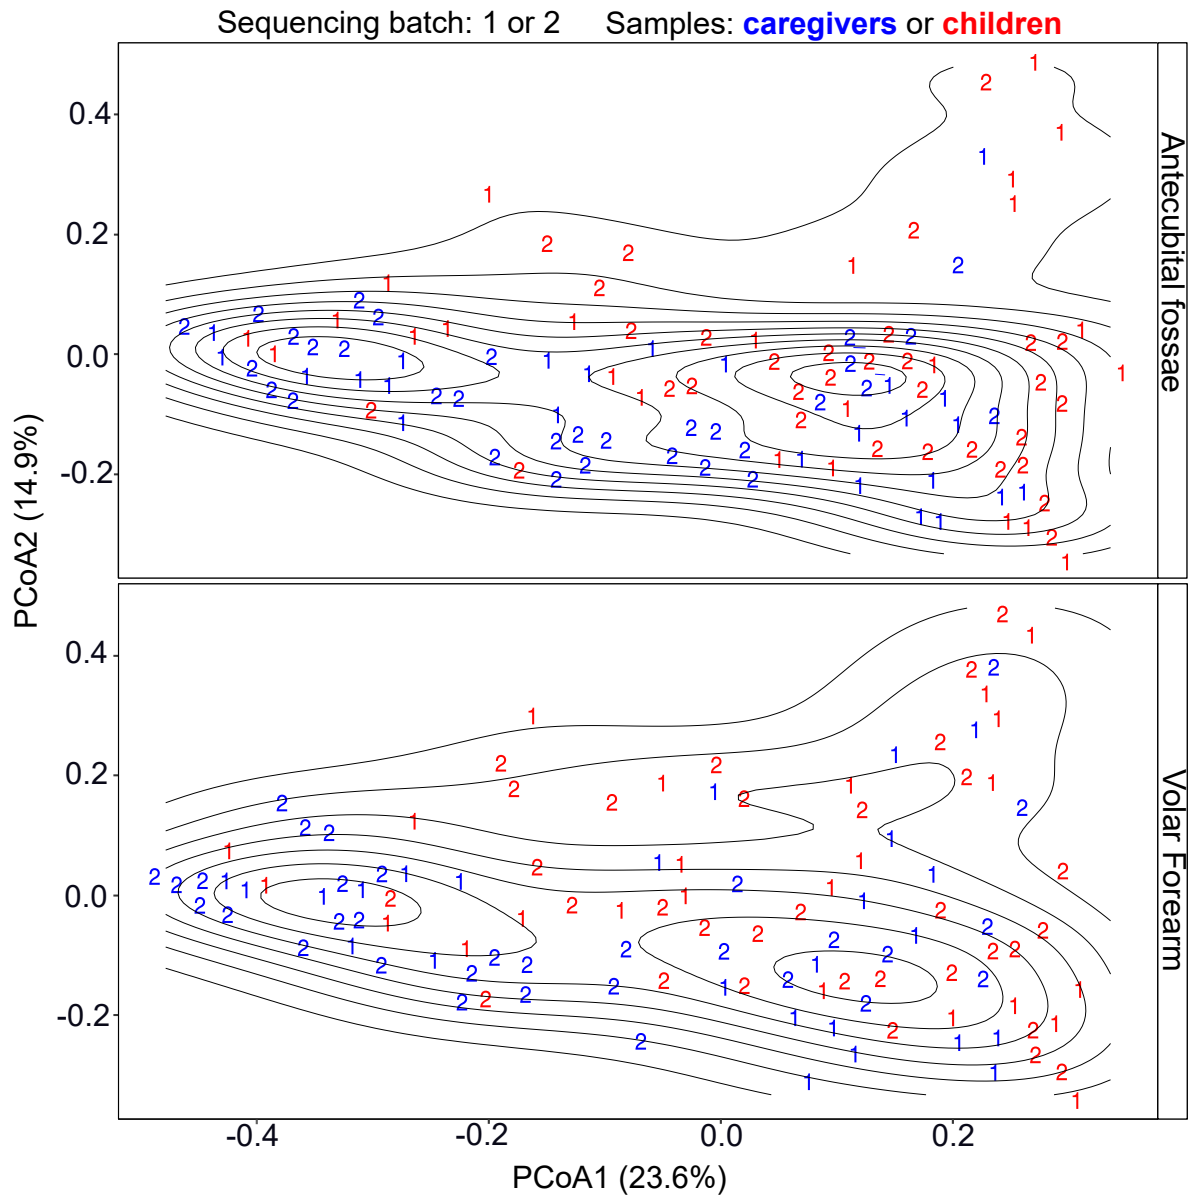 Sequencing batch: 1 or 2 Samples: caregivers or children
Antecubital fossae
0.4
0.2
0.0
-0.2
PCoA2 (14.9%)
Volar Forearm
0.4
0.2
0.0
-0.2
-0.4 -0.2 0.0 0.2
PCoA1 (23.6%)